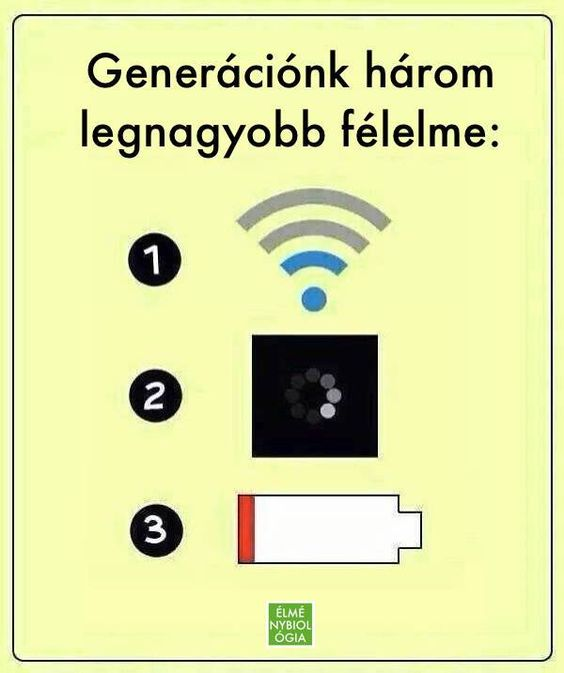 Generációnk három
legnagyobb félelme:
1
2
3
ÉLMÉ
NYBIOL
ÓGIA